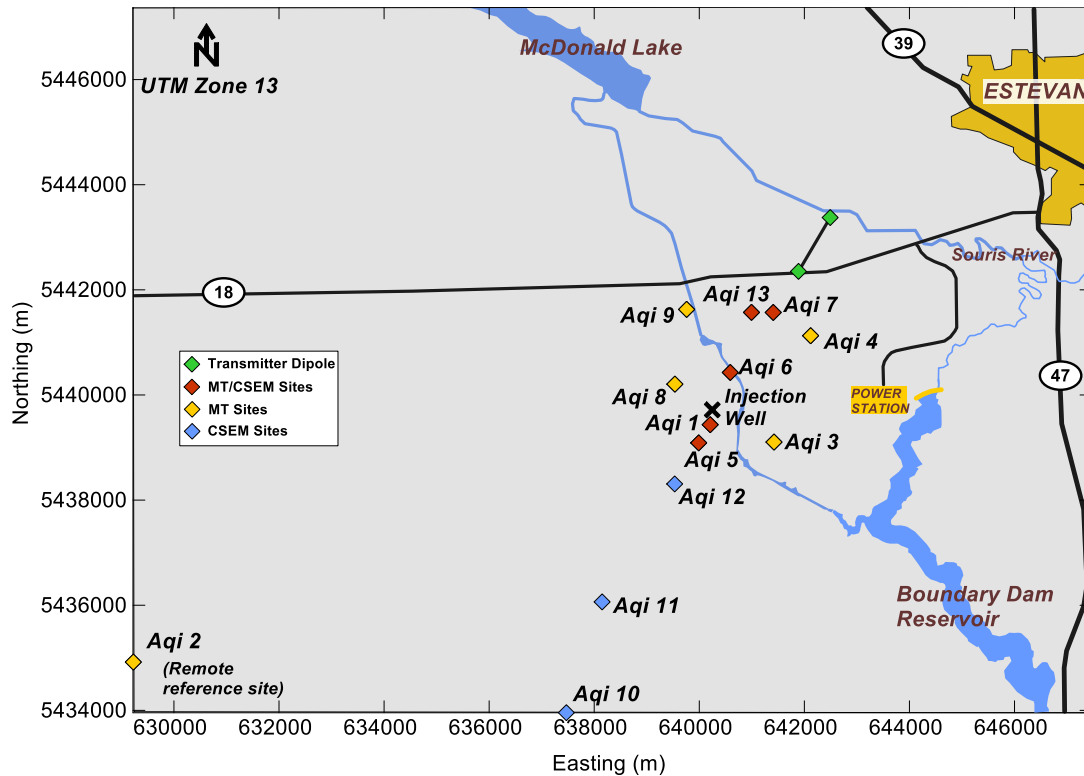 McDonald Lake
39
N
UTM Zone 13
ESTEVAN
5446000
5444000
5442000
5440000
5438000
5436000
5434000
Northing (m)
18
Souris River
Aqi 13
Aqi 7
Aqi 9
Aqi 4
Transmitter Dipole
MT/CSEM Sites
MT Sites
CSEM Sites
Aqi 6
47
Aqi 8
Injection
Well
POWER
STATION
Aqi 1
Aqi 3
Aqi 5
Aqi 12
Aqi 11
Boundary Dam
Reservoir
Aqi 2
(Remote
reference site)
Aqi 10
630000 632000 634000 636000 638000 640000 642000 644000 646000
Easting (m)